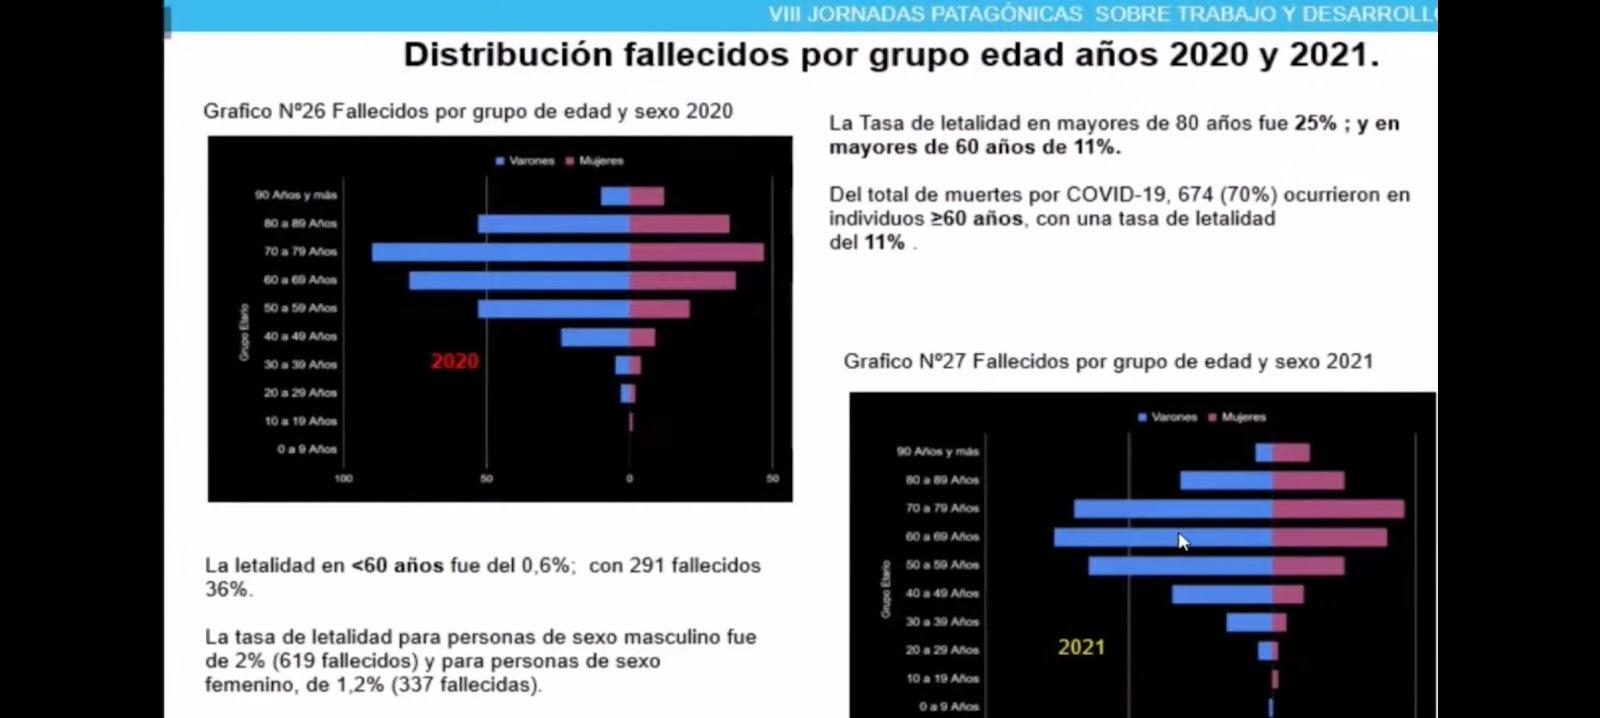 VIII JORNADAS PATAGÓNICAS SOBRE TRABAJO Y DESARROLL
Distribución fallecidos por grupo edad años 2020 y 2021.
Grafico Nº26 Fallecidos por grupo de edad y sexo 2020
Varones Mujeres
90 Años y más
80 a 89 Años
70 a 79 Años
60 a 69 Años
50 a 59 Años
40 a 49 Años
30 a 39 Años
20 a 29 Años
10 a 19 Años
0 a 9 Años
Grupo Etario
2020
100 50 0 50
La letalidad en <60 años fue del 0,6%; con 291 fallecidos
36%.
La tasa de letalidad para personas de sexo masculino fue
de 2% (619 fallecidos) y para personas de sexo
femenino, de 1,2% (337 fallecidas).
La Tasa de letalidad en mayores de 80 años fue 25% ; y en
mayores de 60 años de 11%.
Del total de muertes por COVID-19, 674 (70%) ocurrieron en
individuos ≥60 años, con una tasa de letalidad
del 11% .
Grafico Nº27 Fallecidos por grupo de edad y sexo 2021
Varones Mujeres
90 Años y más
80 a 89 Años
70 a 79 Años
60 a 69 Años
50 a 59 Años
40 a 49 Años
30 a 39 Años
20 a 29 Años
10 a 19 Años
0 a 9 Años
Grupo Etario
2021